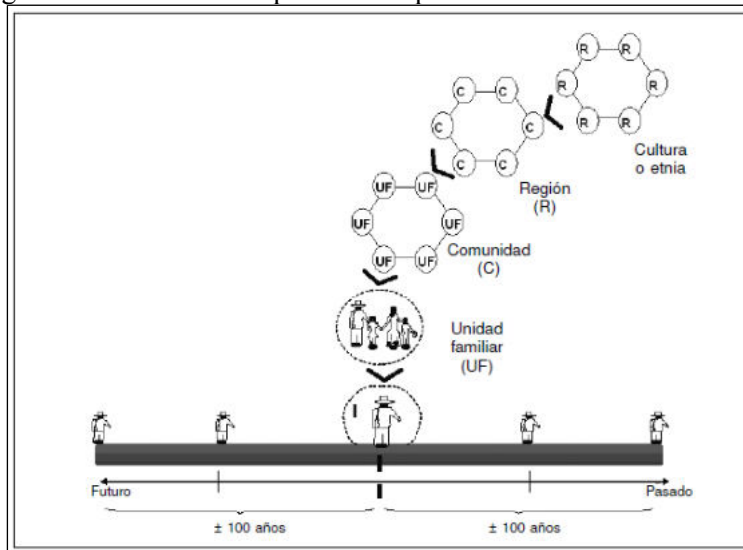 R R
R R
R R
Cultura
o etnia
C C
C C
C C
Región
(R)
UF UF
UF UF
UF UF
Comunidad
(C)
Unidad
familiar
(UF)
I
Futuro
Pasado
± 100 años
± 100 años